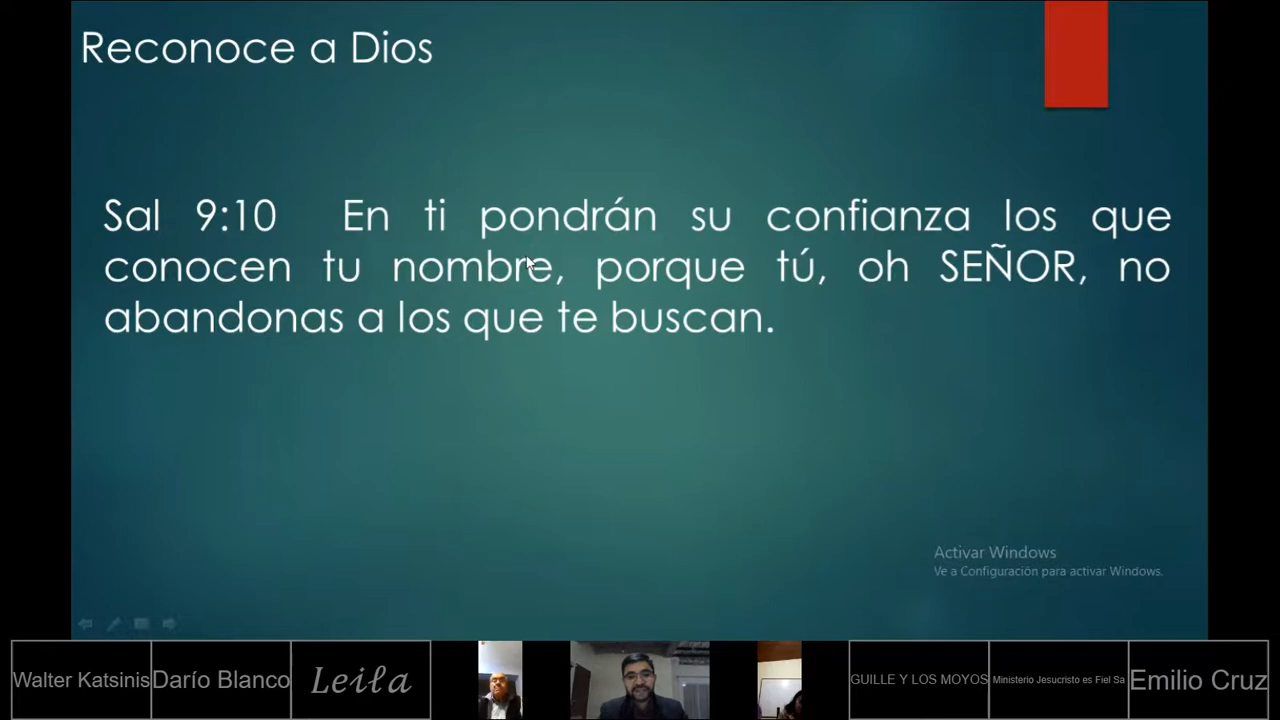 Reconoce a Dios
Sal 9:10 En ti pondrán su confianza los que
conocen tu nombre, porque tú, oh SEÑOR, no
abandonas a los que te buscan.
Activar Windows
Ve a Configuración para activar Windows.
Walter Katsinis
Darío Blanco
Leila
GUILLE Y LOS MOYOS
Ministerio Jesucristo es Fiel Sa
Emilio Cruz